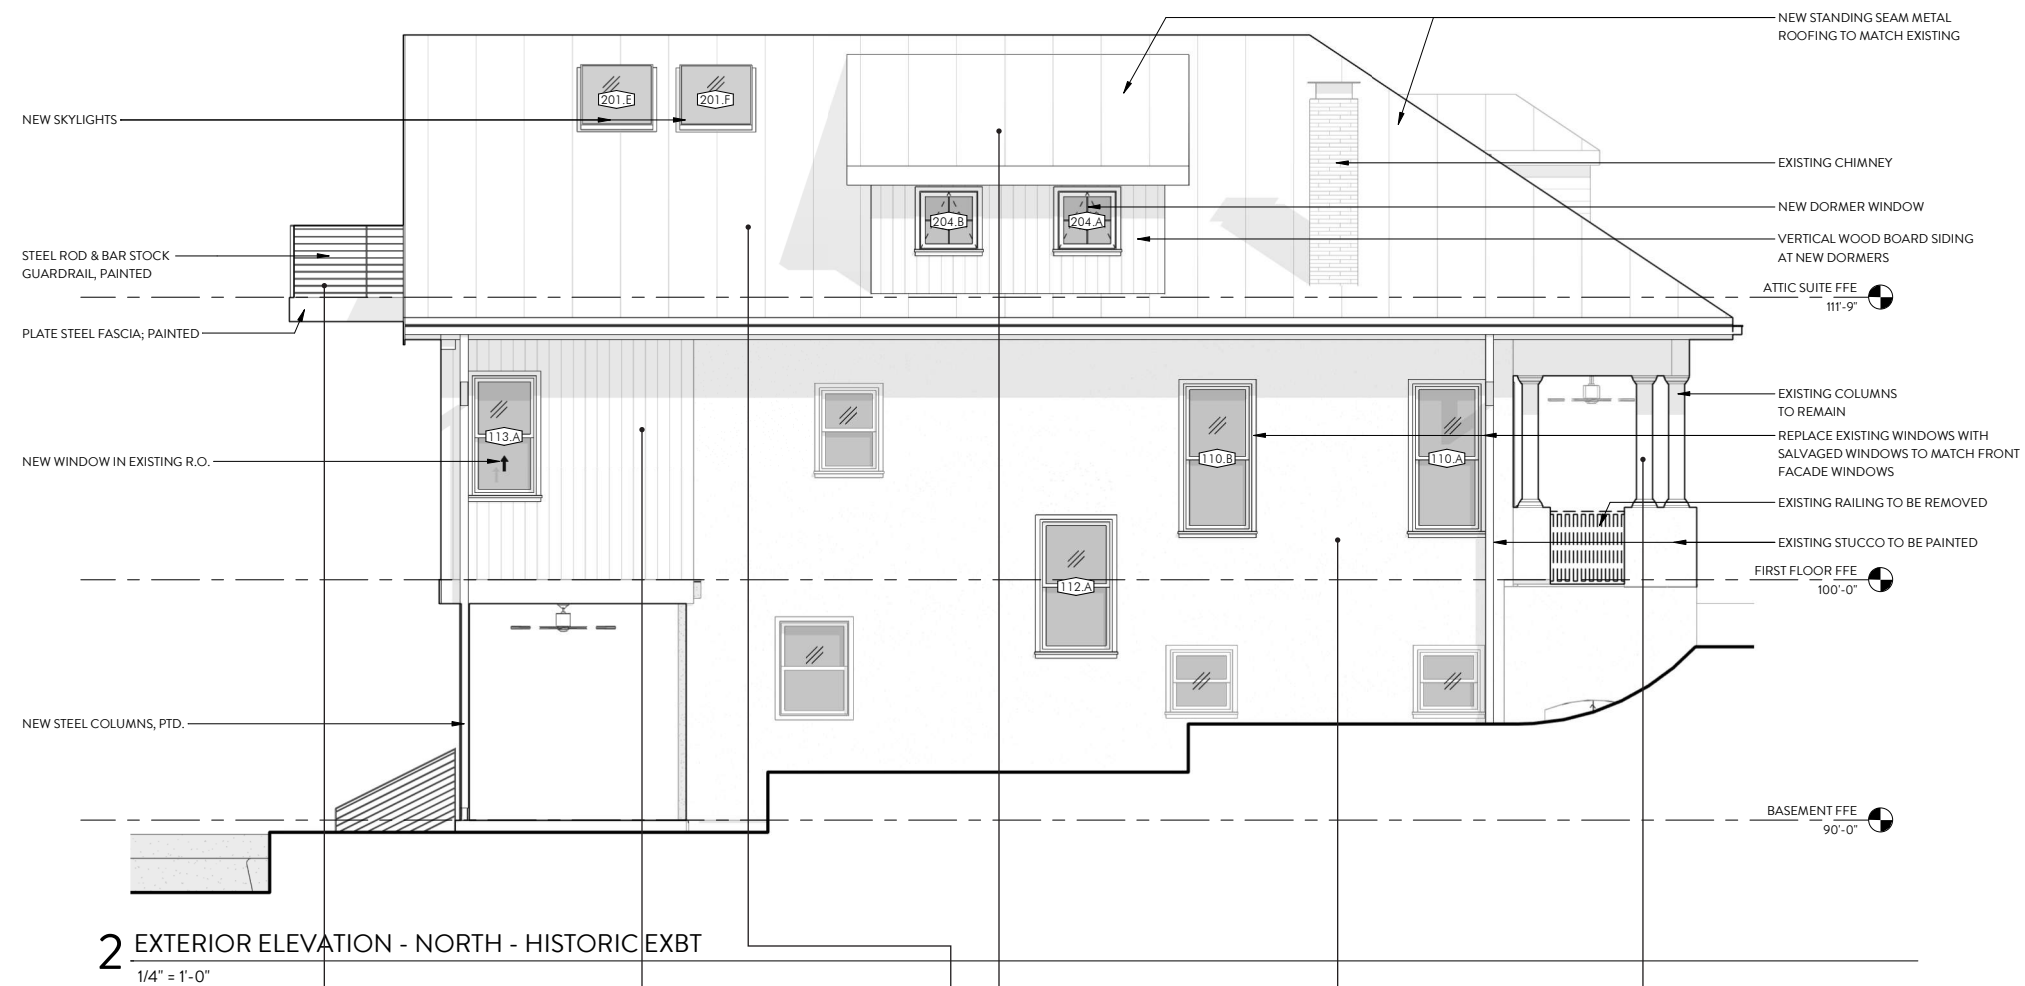 NEW STANDING SEAM METAL
ROOFING TO MATCH EXISTING
201.E
201.F
NEW SKYLIGHTS
EXISTING CHIMNEY
NEW DORMER WINDOW
204.B
204.A
VERTICAL WOOD BOARD SIDING
AT NEW DORMERS
STEEL ROD & BAR STOCK
GUARDRAIL, PAINTED
ATTIC SUITE FFE
111'-9"
PLATE STEEL FASCIA; PAINTED
EXISTING COLUMNS
TO REMAIN
113.A
REPLACE EXISTING WINDOWS WITH
SALVAGED WINDOWS TO MATCH FRONT
FACADE WINDOWS
110.B
110.A
NEW WINDOW IN EXISTING R.O.
EXISTING RAILING TO BE REMOVED
EXISTING STUCCO TO BE PAINTED
FIRST FLOOR FFE
100'-0"
112.A
NEW STEEL COLUMNS, PTD.
BASEMENT FFE
90'-0"
2 EXTERIOR ELEVATION - NORTH - HISTORIC EXBT
1/4" = 1'-0"